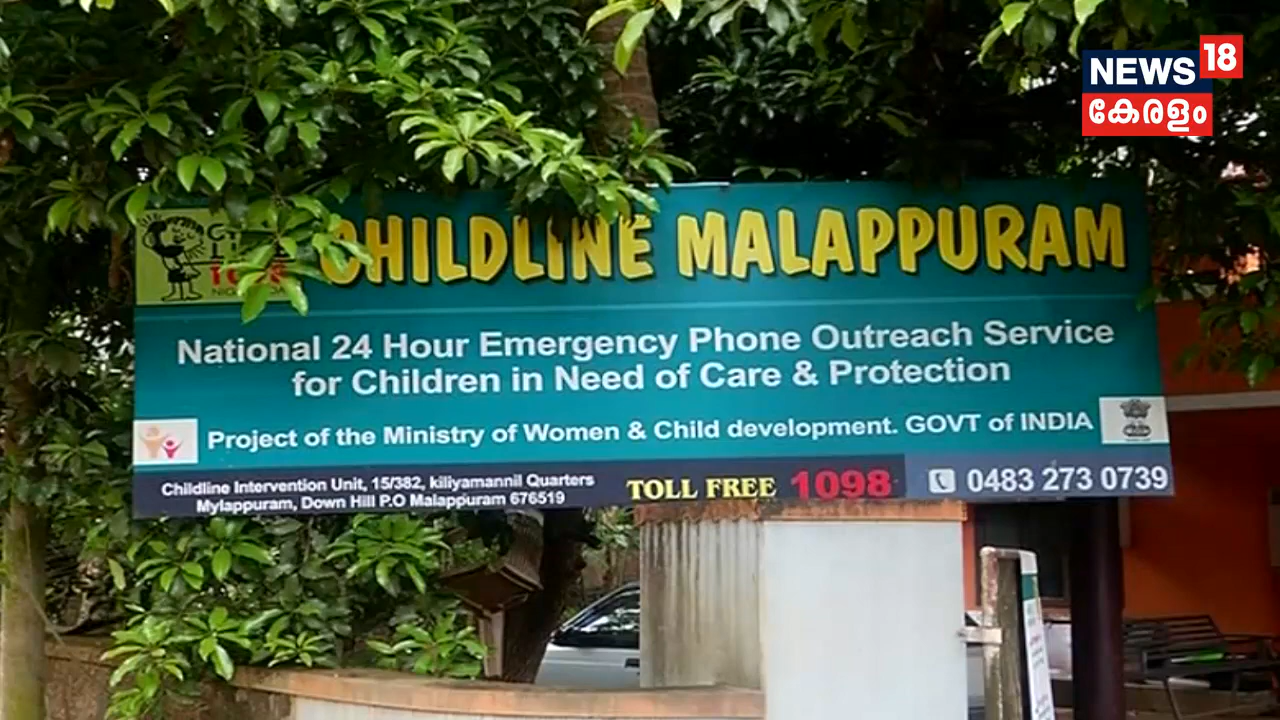 NEWS 18
കേരളം
CHILDLINE MALAPPURAM
National 24 Hour Emergency Phone Outreach Service
for Children in Need of Care & Protection
Project of the Ministry of Women & Child development. GOVT of INDIA
Childline Intervention Unit, 15/382, kiliyamannil Quarters
Mylappuram, Down Hill P.O Malappuram 676519
TOLL FREE 1098
0483 273 0739